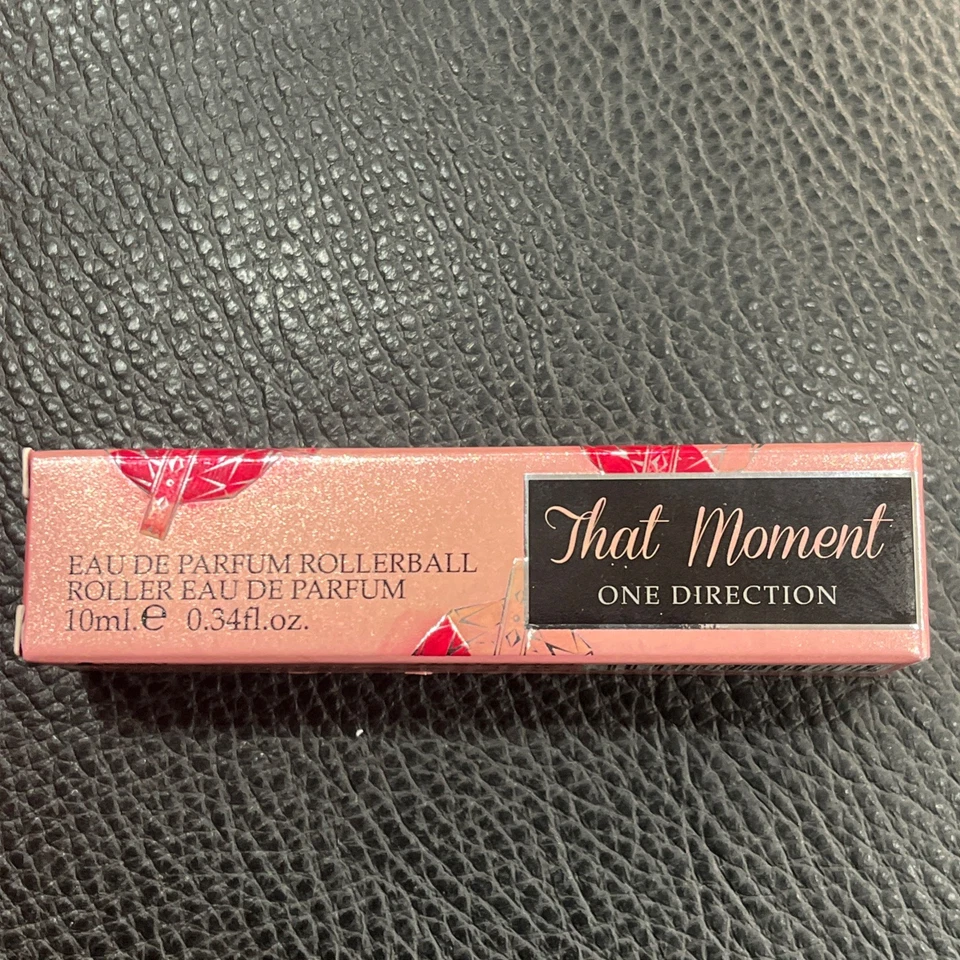 EAU DE PARFUM ROLLERBALL
ROLLER EAU DE PARFUM
10ml.℮ 0.34fl.oz.
That Moment
ONE DIRECTION